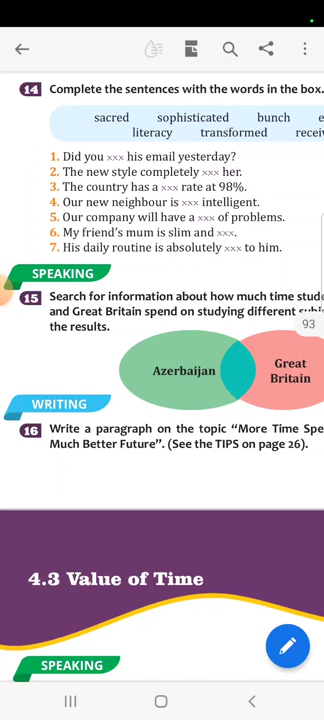 14 Complete the sentences with the words in the box.
sacred sophisticated bunch
literacy transformed
1. Did you xxx his email yesterday?
2. The new style completely xxx her.
3. The country has a xxx rate at 98%.
4. Our new neighbour is xxx intelligent.
5. Our company will have a xxx of problems.
6. My friend's mum is slim and xxx.
7. His daily routine is absolutely xxx to him.
SPEAKING
15 Search for information about how much time
and Great Britain spend on studying different
the results.
93
Azerbaijan
Great
Britain
WRITING
16 Write a paragraph on the topic "More Time
Much Better Future". (See the TIPS on page 26).
4.3 Value of Time
SPEAKING